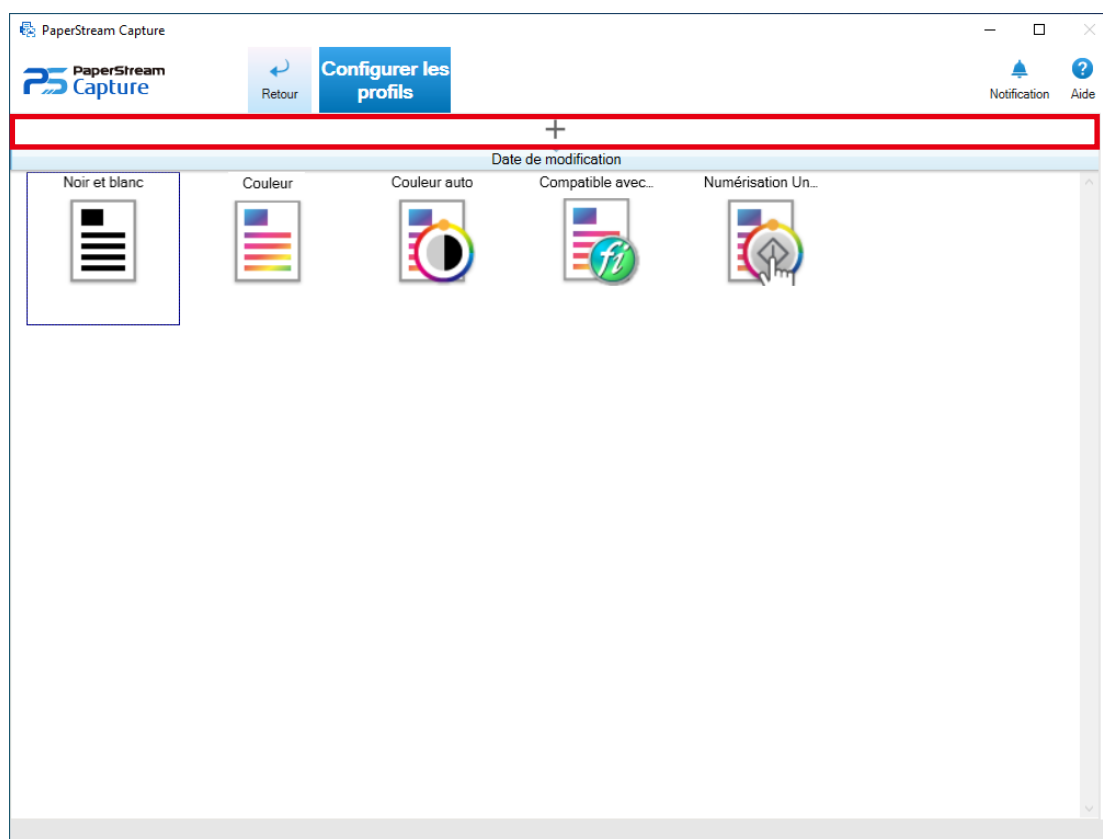 PaperStream Capture
PaperStream
Capture
Retour
Configurer les
profils
Notification
Aide
Date de modification
Noir et blanc
Couleur
Couleur auto
Compatible avec...
Numérisation Un...
fi